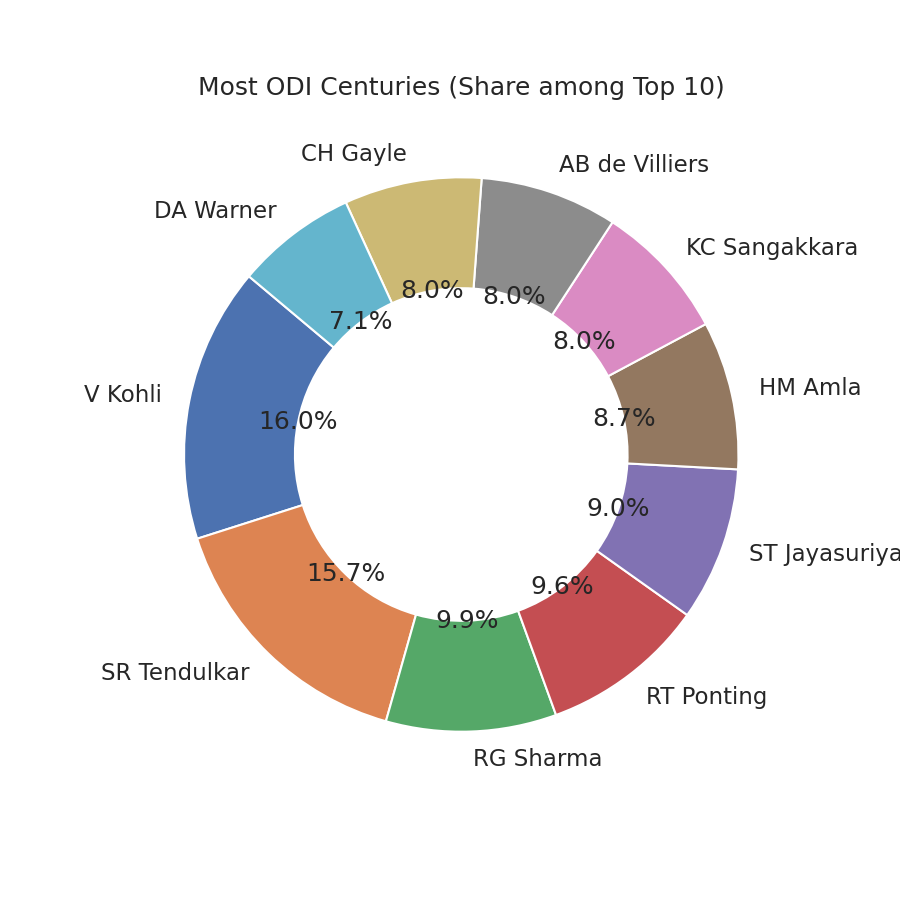 Most ODI Centuries (Share among Top 10)
CH Gayle
AB de Villiers
DA Warner
KC Sangakkara
8.0%
8.0%
7.1%
8.0%
V Kohli
HM Amla
16.0%
8.7%
9.0%
ST Jayasuriya
15.7%
9.6%
9.9%
SR Tendulkar
RT Ponting
RG Sharma